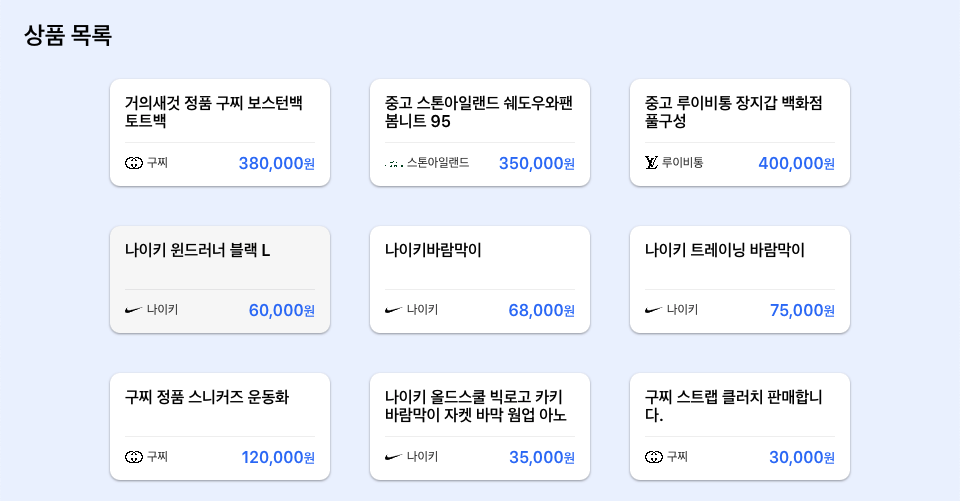 상품 목록
거의새것 정품 구찌 보스턴백
토트백
구찌
380,000원
중고 스톤아일랜드 쉐도우와팬
봄니트 95
스톤아일랜드
350,000원
중고 루이비통 장지갑 백화점
풀구성
루이비통
400,000원
나이키 윈드러너 블랙 L
나이키
60,000원
나이키바람막이
나이키
68,000원
나이키 트레이닝 바람막이
나이키
75,000원
구찌 정품 스니커즈 운동화
구찌
120,000원
나이키 올드스쿨 빅로고 카키
바람막이 자켓 바막 웜업 아노
나이키
35,000원
구찌 스트랩 클러치 판매합니
다.
구찌
30,000원